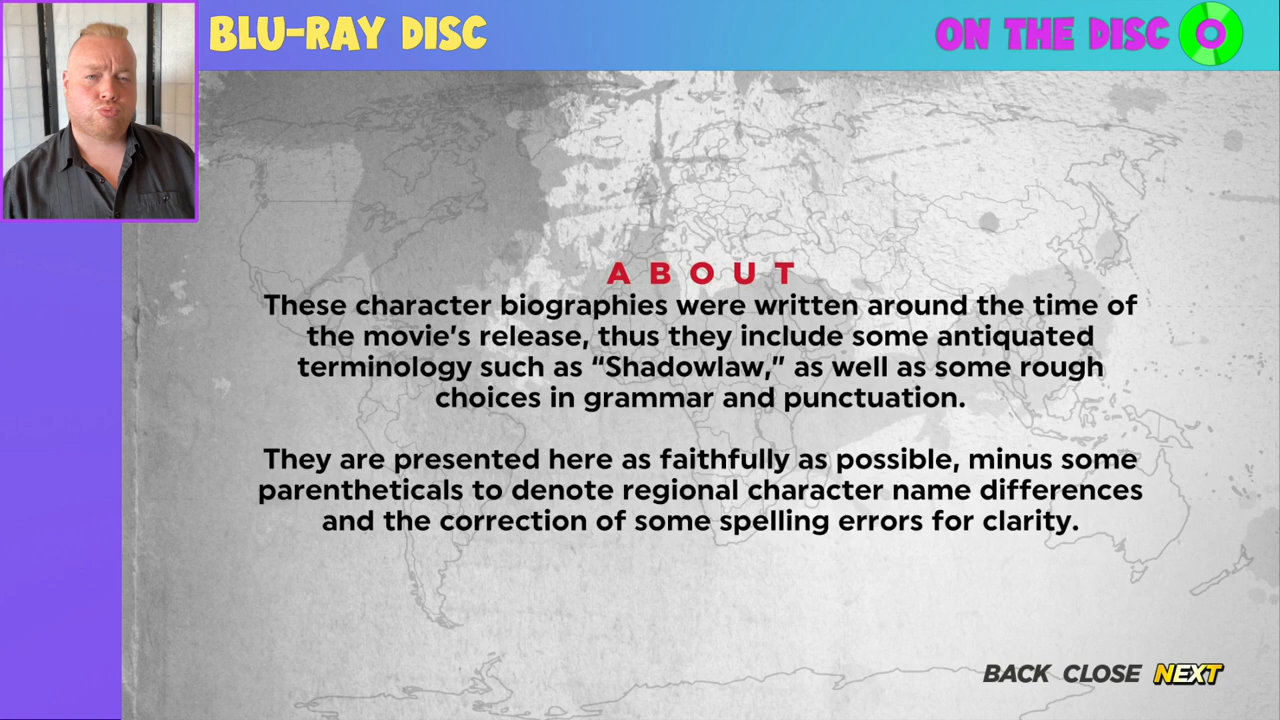 BLU-RAY DISC
ON THE DISC
ABOUT
These character biographies were written around the time of
the movie's release, thus they include some antiquated
terminology such as “Shadowlaw,” as well as some rough
choices in grammar and punctuation.
They are presented here as faithfully as possible, minus some
parentheticals to denote regional character name differences
and the correction of some spelling errors for clarity.
BACK CLOSE NEXT